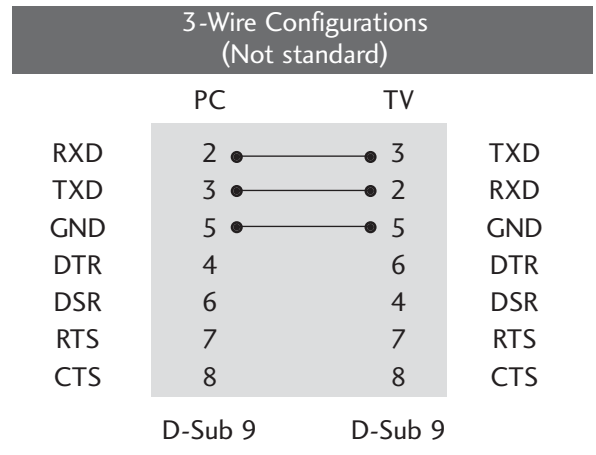 3-Wire Configurations
(Not standard)
PC TV
RXD 2 3 TXD
TXD 3 2 RXD
GND 5 5 GND
DTR 4 6 DTR
DSR 6 4 DSR
RTS 7 7 RTS
CTS 8 8 CTS
D-Sub 9 D-Sub 9